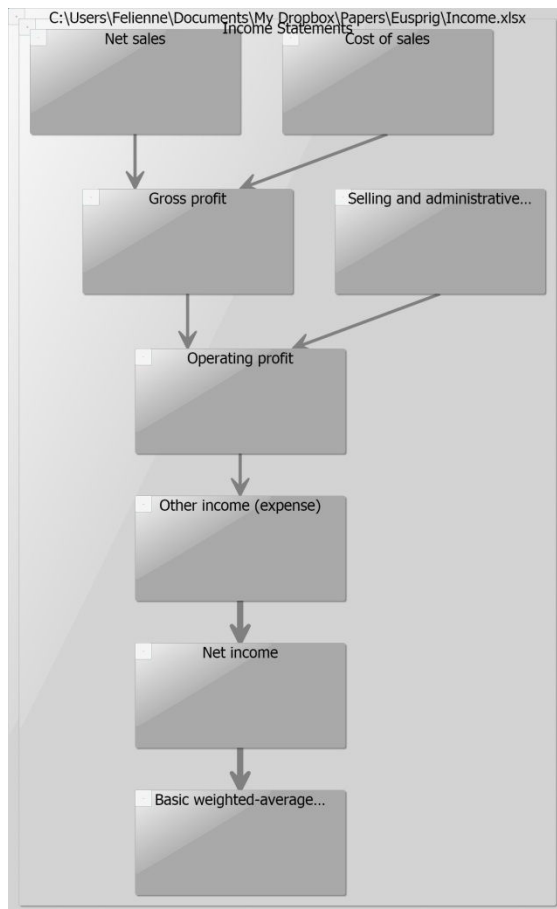 C:\Users\Felienne\Documents\My Dropbox\Papers\Eusprig\Income.xlsx
Income Statements
Net sales
Cost of sales
Gross profit
Selling and administrative...
Operating profit
Other income (expense)
Net income
Basic weighted-average...